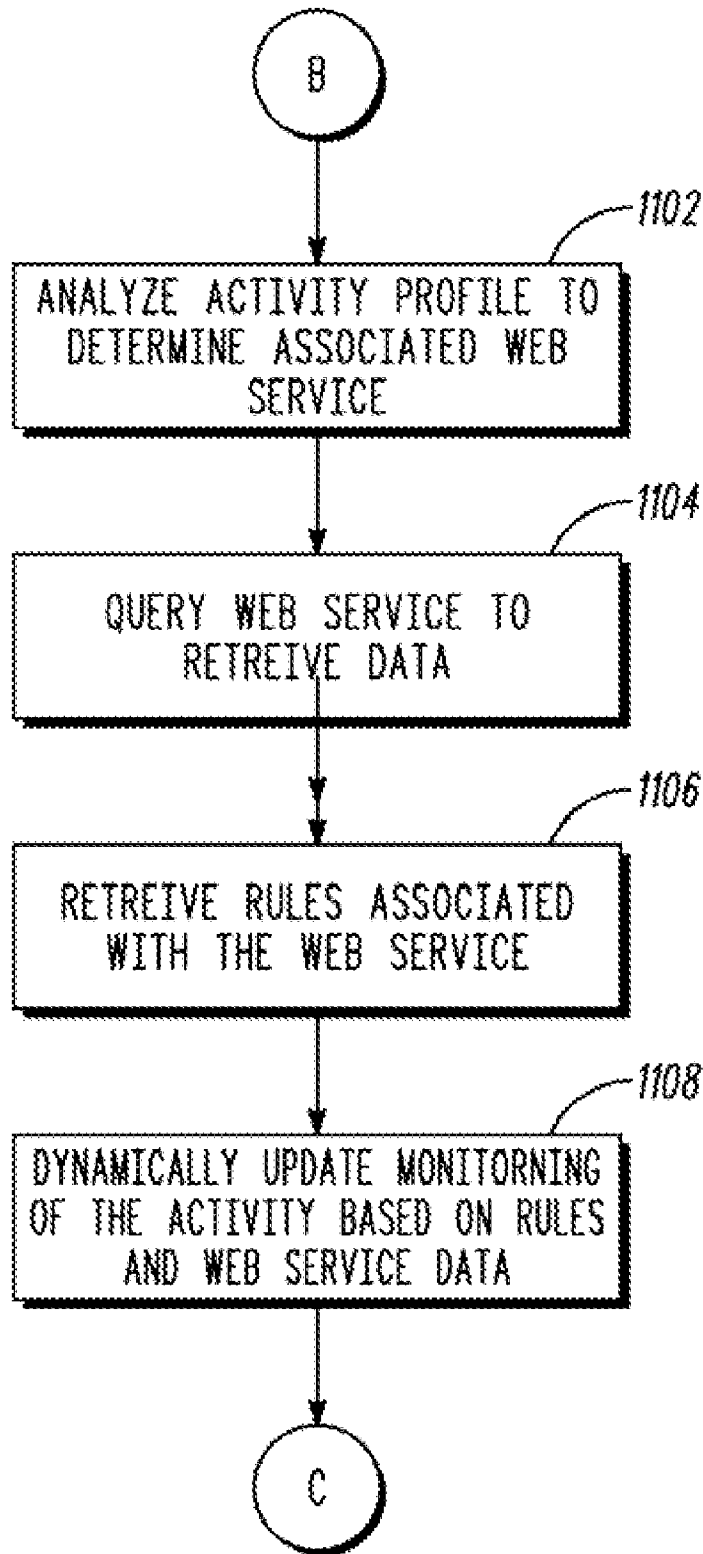 B
1102
ANALYZE ACTIVITY PROFILE TO
DETERMINE ASSOCIATED WEB
SERVICE
1104
QUERY WEB SERVICE TO
RETREIVE DATA
1106
RETREIVE RULES ASSOCIATED
WITH THE WEB SERVICE
1108
DYNAMICALLY UPDATE MONITORNING
OF THE ACTIVITY BASED ON RULES
AND WEB SERVICE DATA
C